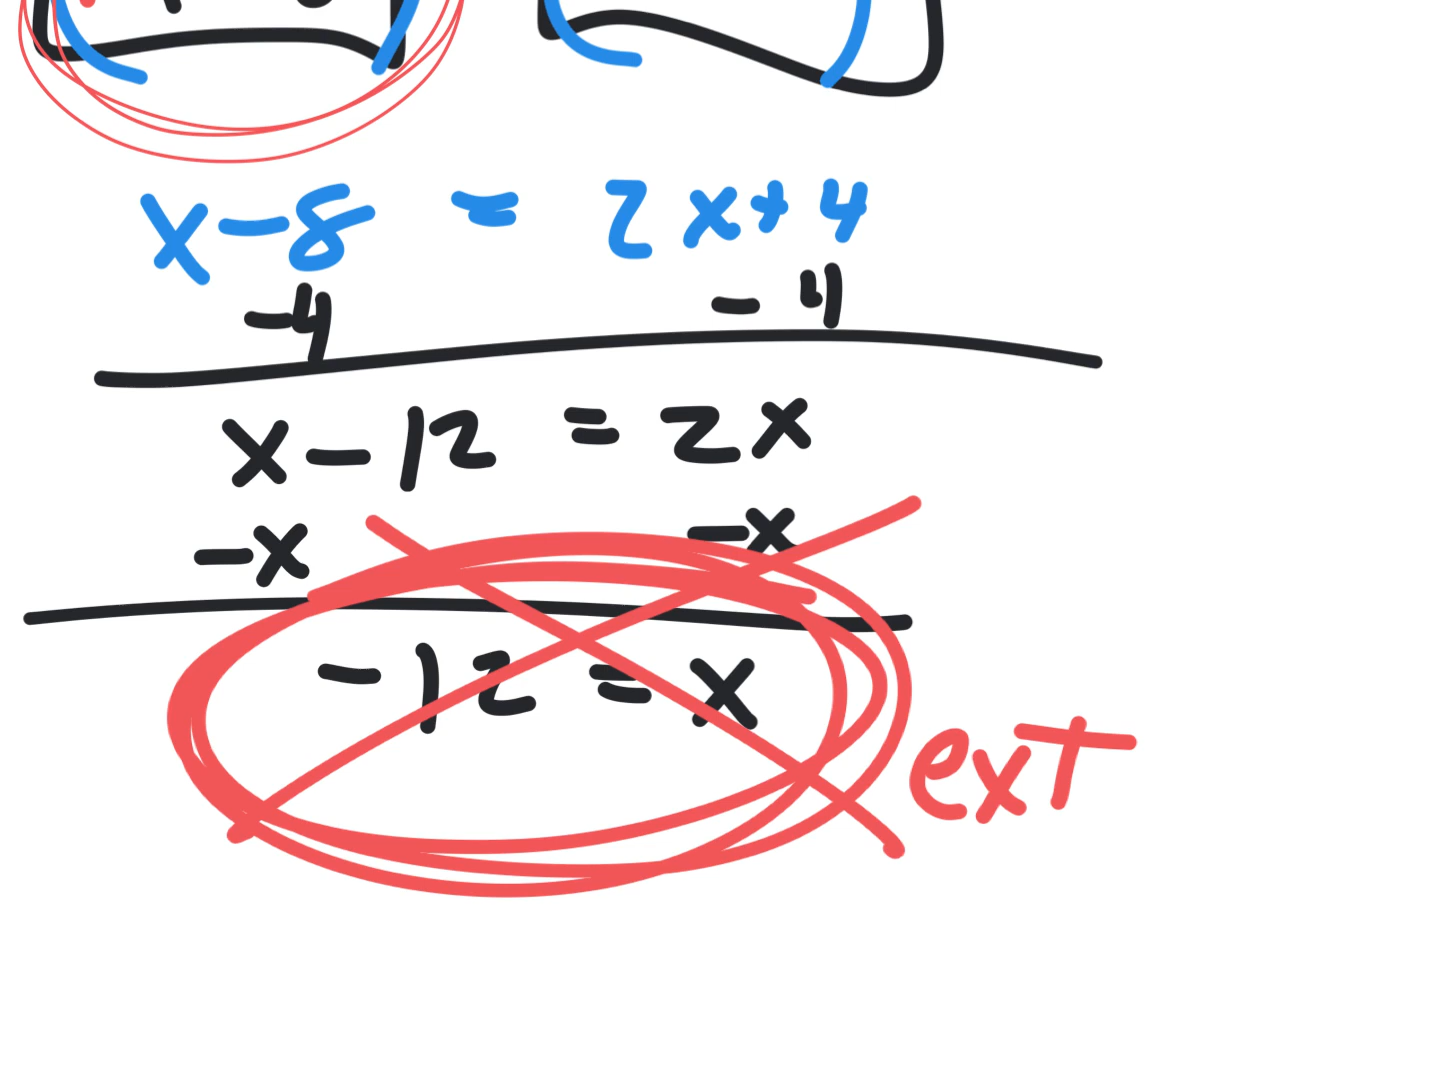 x-8 = 2x+4
-4 -4
x-12 = 2x
-x -x
-12 = x
ext